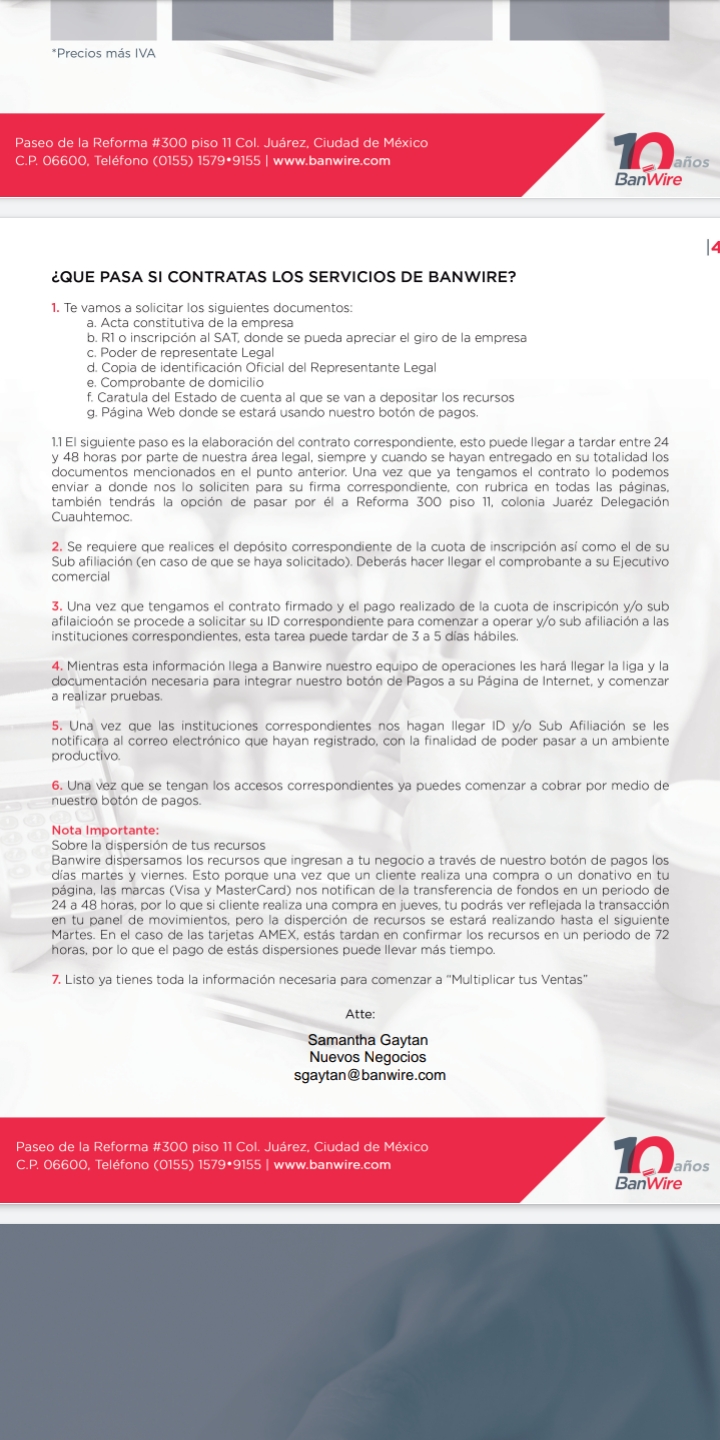 *Precios más IVA
Paseo de la Reforma #300 piso 11 Col. Juárez, Ciudad de México
C.P. 06600, Teléfono (0155) 1579•9155 | www.banwire.com
10 años
BanWire
|4
¿QUE PASA SI CONTRATAS LOS SERVICIOS DE BANWIRE?
1. Te vamos a solicitar los siguientes documentos:
a. Acta constitutiva de la empresa
b. R1 o inscripción al SAT, donde se pueda apreciar el giro de la empresa
c. Poder de representate Legal
d. Copia de identificación Oficial del Representante Legal
e. Comprobante de domicilio
f. Caratula del Estado de cuenta al que se van a depositar los recursos
g. Página Web donde se estará usando nuestro botón de pagos.
1.1 El siguiente paso es la elaboración del contrato correspondiente, esto puede llegar a tardar entre 24
y 48 horas por parte de nuestra área legal, siempre y cuando se hayan entregado en su totalidad los
documentos mencionados en el punto anterior. Una vez que ya tengamos el contrato lo podemos
enviar a donde nos lo soliciten para su firma correspondiente, con rubrica en todas las páginas,
también tendrás la opción de pasar por él a Reforma 300 piso 11, colonia Juaréz Delegación
Cuauhtemoc.
2. Se requiere que realices el depósito correspondiente de la cuota de inscripción así como el de su
Sub afiliación (en caso de que se haya solicitado). Deberás hacer llegar el comprobante a su Ejecutivo
comercial
3. Una vez que tengamos el contrato firmado y el pago realizado de la cuota de inscripicón y/o sub
afilaicioón se procede a solicitar su ID correspondiente para comenzar a operar y/o sub afiliación a las
instituciones correspondientes, esta tarea puede tardar de 3 a 5 días hábiles.
4. Mientras esta información llega a Banwire nuestro equipo de operaciones les hará llegar la liga y la
documentación necesaria para integrar nuestro botón de Pagos a su Página de Internet, y comenzar
a realizar pruebas.
5. Una vez que las instituciones correspondientes nos hagan llegar ID y/o Sub Afiliación se les
notificara al correo electrónico que hayan registrado, con la finalidad de poder pasar a un ambiente
productivo.
6. Una vez que se tengan los accesos correspondientes ya puedes comenzar a cobrar por medio de
nuestro botón de pagos.
Nota Importante:
Sobre la dispersión de tus recursos
Banwire dispersamos los recursos que ingresan a tu negocio a través de nuestro botón de pagos los
días martes y viernes. Esto porque una vez que un cliente realiza una compra o un donativo en tu
página, las marcas (Visa y MasterCard) nos notifican de la transferencia de fondos en un periodo de
24 a 48 horas, por lo que si cliente realiza una compra en jueves, tu podrás ver reflejada la transacción
en tu panel de movimientos, pero la disperción de recursos se estará realizando hasta el siguiente
Martes. En el caso de las tarjetas AMEX, estás tardan en confirmar los recursos en un periodo de 72
horas, por lo que el pago de estás dispersiones puede llevar más tiempo.
7. Listo ya tienes toda la información necesaria para comenzar a “Multiplicar tus Ventas”
Atte:
Samantha Gaytan
Nuevos Negocios
sgaytan@banwire.com
Paseo de la Reforma #300 piso 11 Col. Juárez, Ciudad de México
C.P. 06600, Teléfono (0155) 1579•9155 | www.banwire.com
10 años
BanWire